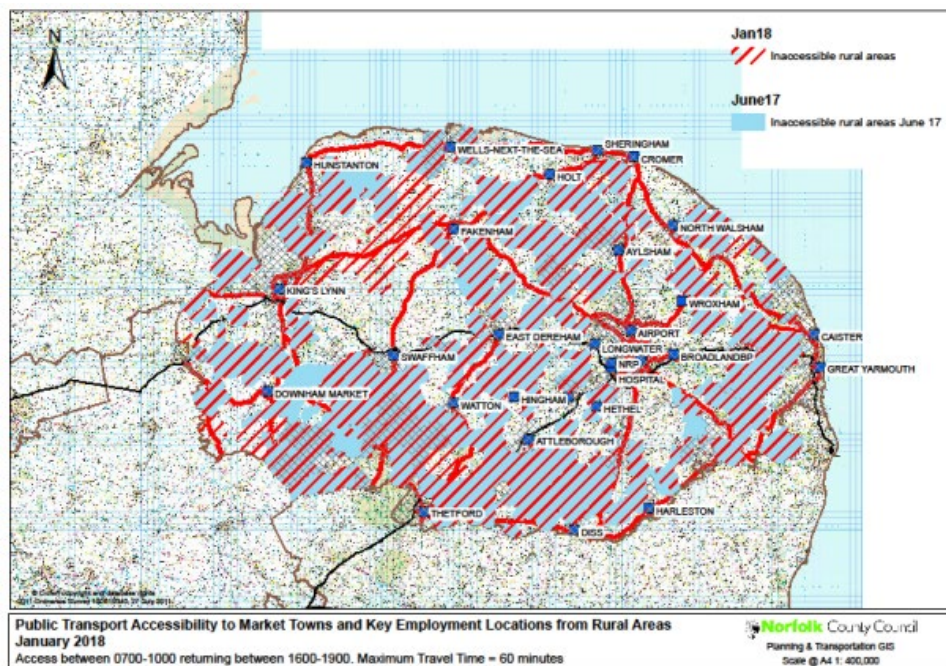 N
Jan18
Inaccessible rural areas
June17
Inaccessible rural areas June 17
SHERINGHAM
WELLS-NEXT-THE-SEA
CROMER
HUNSTANTON
HOLT
NORTH WALSHAM
FAKENHAM
AYLSHAM
KING'S LYNN
WROXHAM
AIRPORT
CAISTER
EAST DEREHAM
LONGWATER
SWAFFHAM
BROADLANDBP
NRP
GREAT YARMOUTH
HOSPITAL
DOWNHAM MARKET
HINGHAM
WATTON
HETHEL
ATTLEBOROUGH
THETFORD
HARLESTON
DISS
Public Transport Accessibility to Market Towns and Key Employment Locations from Rural Areas
January 2018
Access between 0700-1000 returning between 1600-1900. Maximum Travel Time = 60 minutes
Norfolk County Council
Planning & Transportation GIS
Scale @ A4 1: 400,000